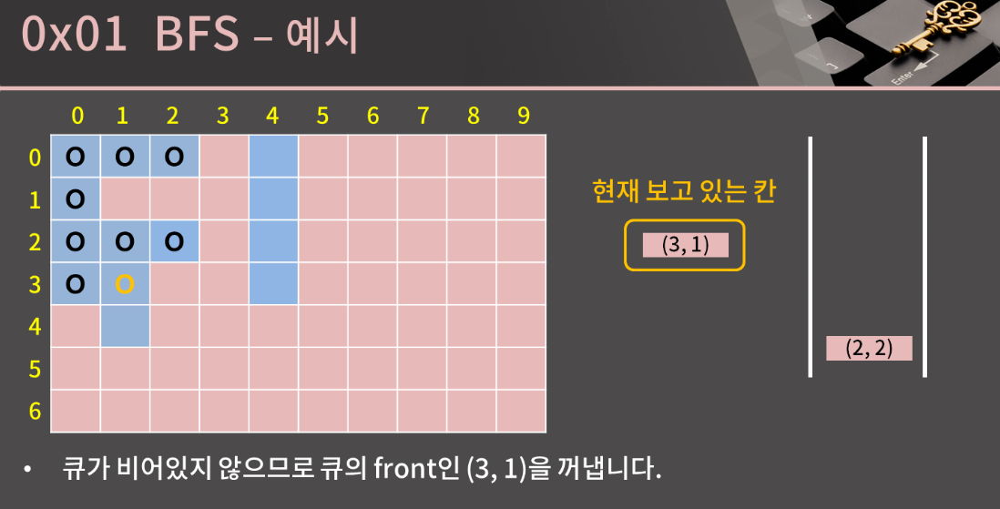 0x01 BFS – 예시
0 1 2 3 4 5 6 7 8 9
0 O O O
1 O
2 O O O
3 O O
4
5
6
현재 보고 있는 칸
(3, 1)
(2, 2)
• 큐가 비어있지 않으므로 큐의 front인 (3, 1)을 꺼냅니다.
Enter